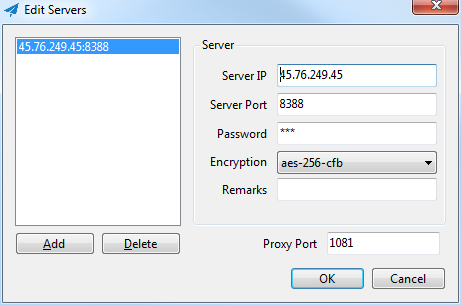 Edit Servers
45.76.249.45:8388
Server
Server IP 45.76.249.45
Server Port 8388
Password ***
Encryption aes-256-cfb
Remarks
Add Delete
Proxy Port 1081
OK Cancel